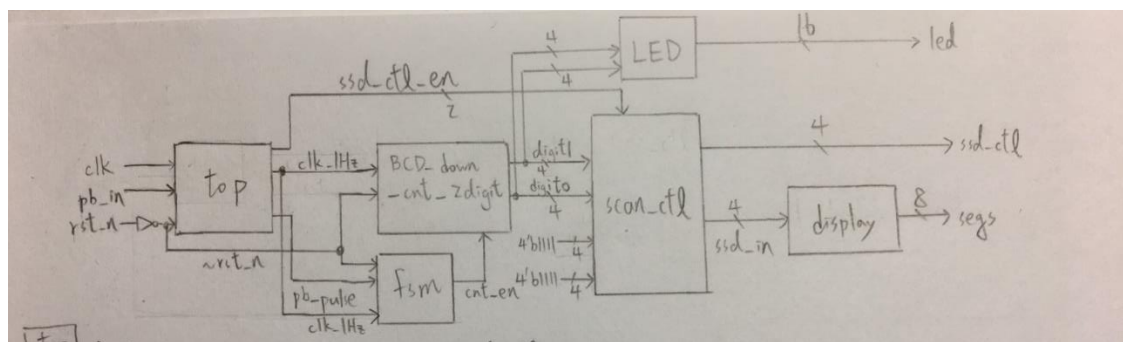 4
16
4
LED
led
ssd_ctl_en
2
clk
pb_in
rst_n
top
clk_1Hz
BCD_down
_cnt_2digit
digit1
4
digit0
4
4'b1111
4
4'b1111
4
scan_ctl
4
ssd_ctl
4
ssd_in
display
8
segs
~rst_n
pb_pulse
clk_1Hz
fsm
cnt_en